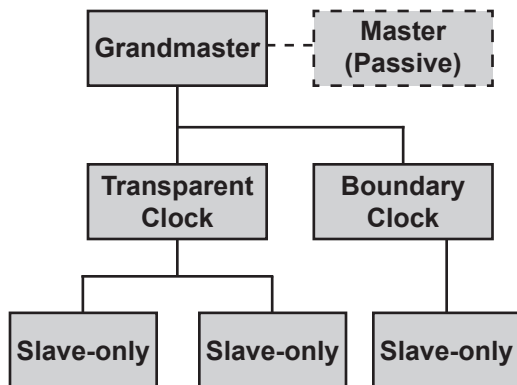 Grandmaster
Master
(Passive)
Transparent
Clock
Boundary
Clock
Slave-only
Slave-only
Slave-only